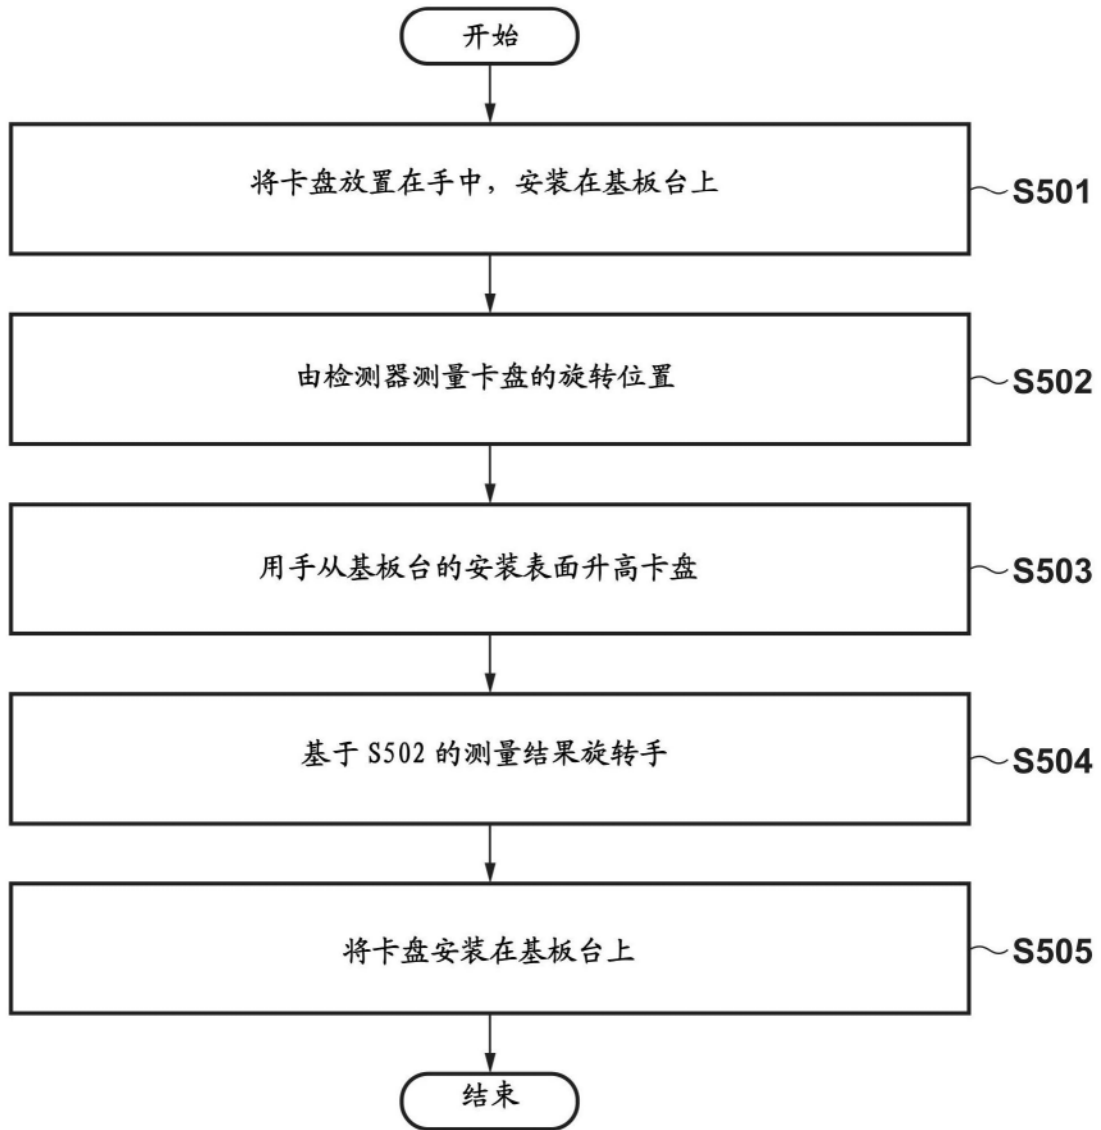 开始
将卡盘放置在手中，安装在基板台上
S501
由检测器测量卡盘的旋转位置
S502
用手从基板台的安装表面升高卡盘
S503
基于 S502 的测量结果旋转手
S504
将卡盘安装在基板台上
S505
结束